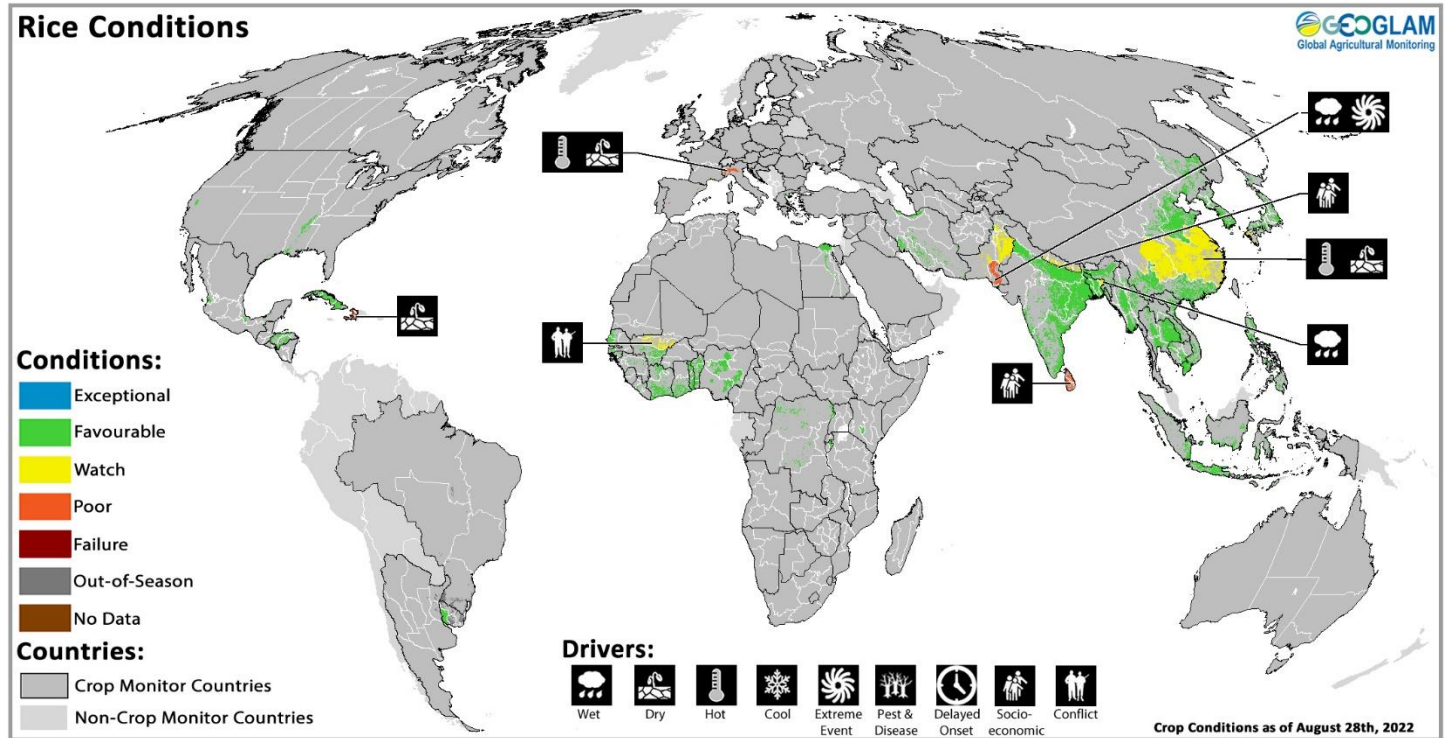 Rice Conditions
GEOGLAM
Global Agricultural Monitoring
Conditions:
Exceptional
Favourable
Watch
Poor
Failure
Out-of-Season
No Data
Countries:
Crop Monitor Countries
Non-Crop Monitor Countries
Drivers:
Wet
Dry
Hot
Cool
Extreme
Event
Pest &
Disease
Delayed
Onset
Socio-
economic
Conflict
Crop Conditions as of August 28th, 2022